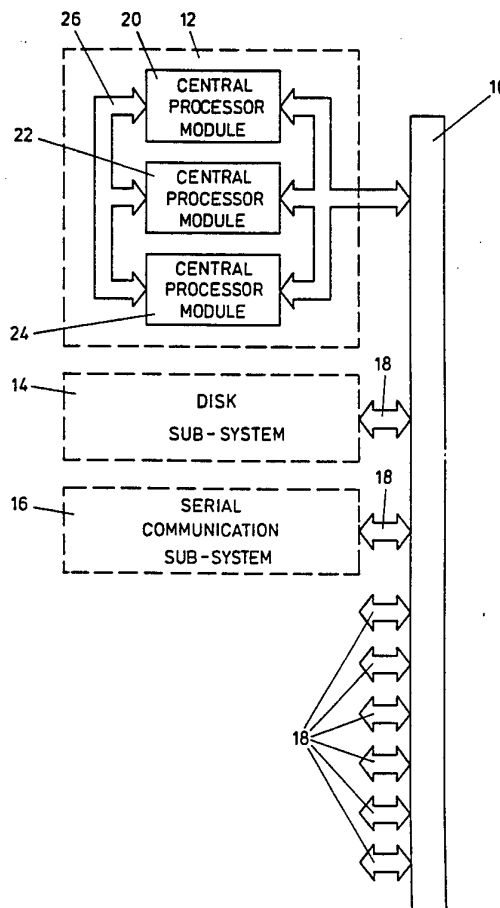 26 20 12
CENTRAL
PROCESSOR
MODULE
10
22
CENTRAL
PROCESSOR
MODULE
CENTRAL
PROCESSOR
MODULE
24
14
DISK
SUB-SYSTEM
18
16
SERIAL
COMMUNICATION
SUB-SYSTEM
18
18